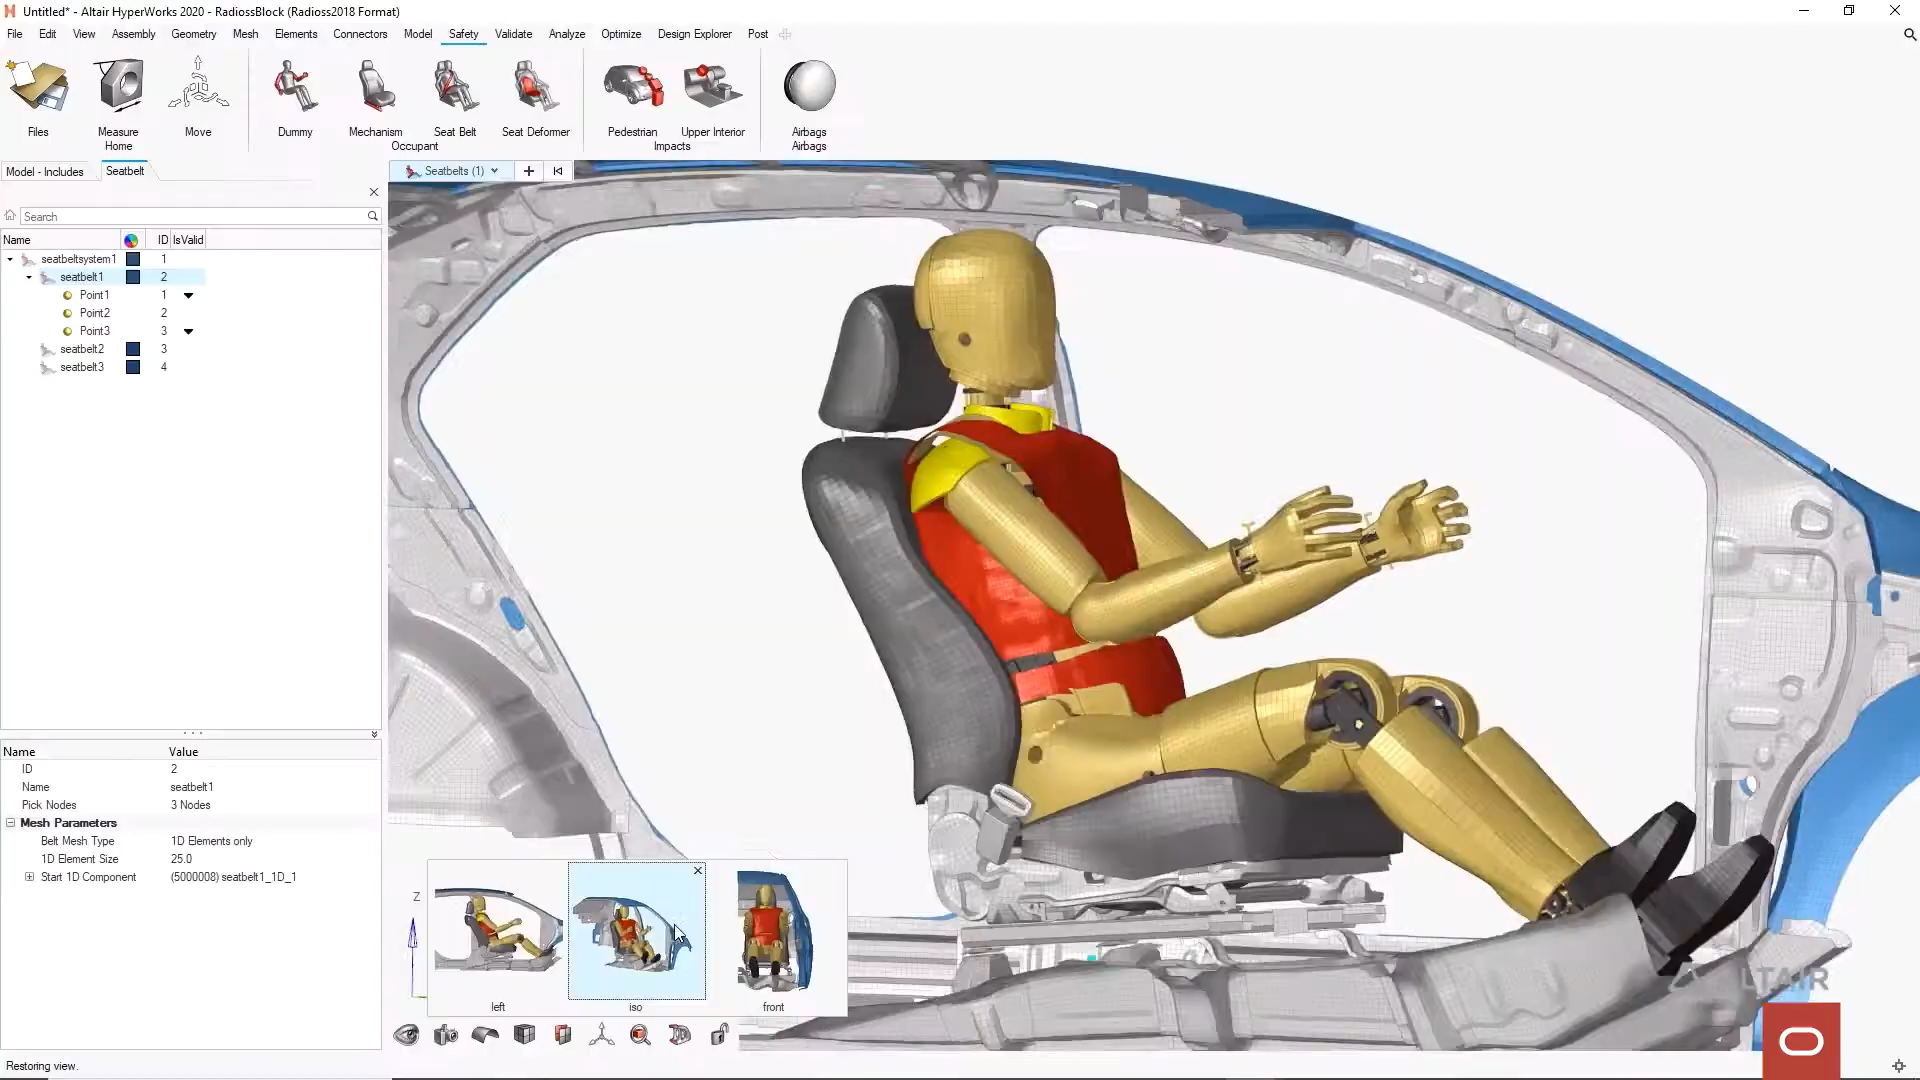 Untitled* - Altair HyperWorks 2020 - RadiossBlock (Radioss2018 Format)
File Edit View Assembly Geometry Mesh Elements Connectors Model Safety Validate Analyze Optimize Design Explorer Post
Files Measure Move Dummy Mechanism Seat Belt Seat Deformer Pedestrian Upper Interior Airbags
Home Occupant Impacts Airbags
Model - Includes Seatbelt Seatbelts (1)
Search
Name ID IsValid
seatbeltsystem1 1
seatbelt1 2
Point1 1
Point2 2
Point3 3
seatbelt2 3
seatbelt3 4
Name Value
ID 2
Name seatbelt1
Pick Nodes 3 Nodes
Mesh Parameters
Belt Mesh Type 1D Elements only
1D Element Size 25.0
Start 1D Component (5000008) seatbelt1_1D_1
Z
left iso front
ALTAIR
Restoring view.